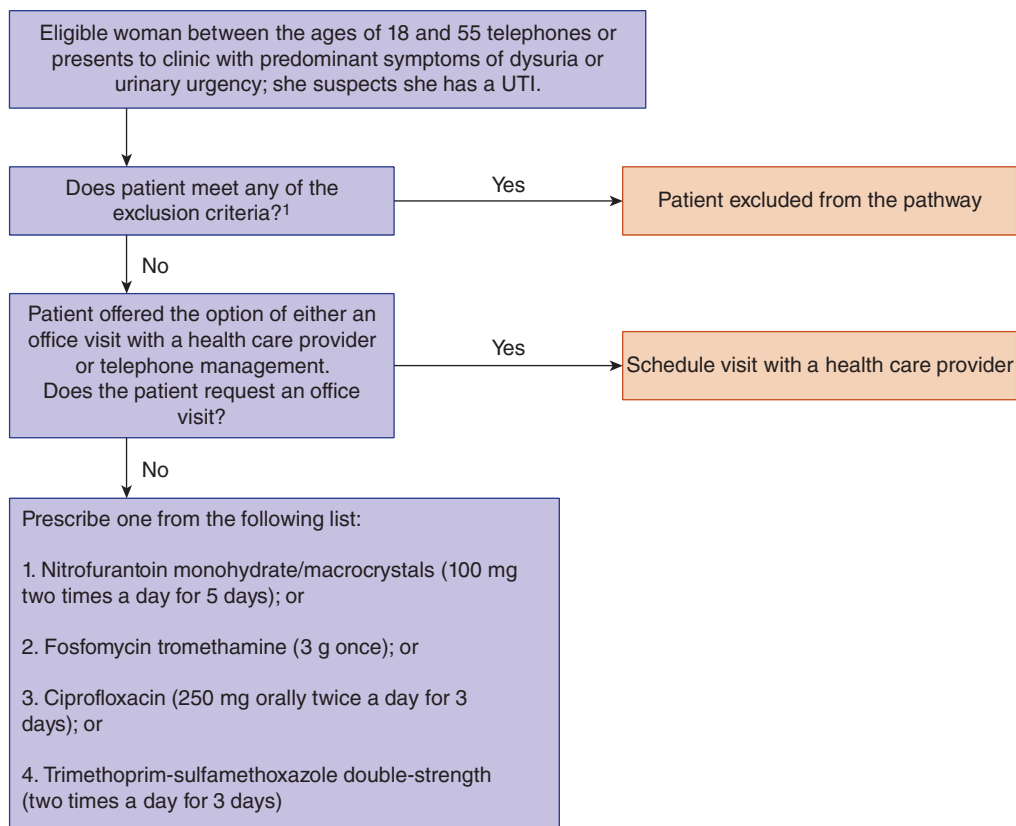 Eligible woman between the ages of 18 and 55 telephones or
presents to clinic with predominant symptoms of dysuria or
urinary urgency; she suspects she has a UTI.
Does patient meet any of the
exclusion criteria?¹
Yes
Patient excluded from the pathway
No
Patient offered the option of either an
office visit with a health care provider
or telephone management.
Does the patient request an office
visit?
Yes
Schedule visit with a health care provider
No
Prescribe one from the following list:
1. Nitrofurantoin monohydrate/macrocrystals (100 mg
two times a day for 5 days); or
2. Fosfomycin tromethamine (3 g once); or
3. Ciprofloxacin (250 mg orally twice a day for 3
days); or
4. Trimethoprim-sulfamethoxazole double-strength
(two times a day for 3 days)